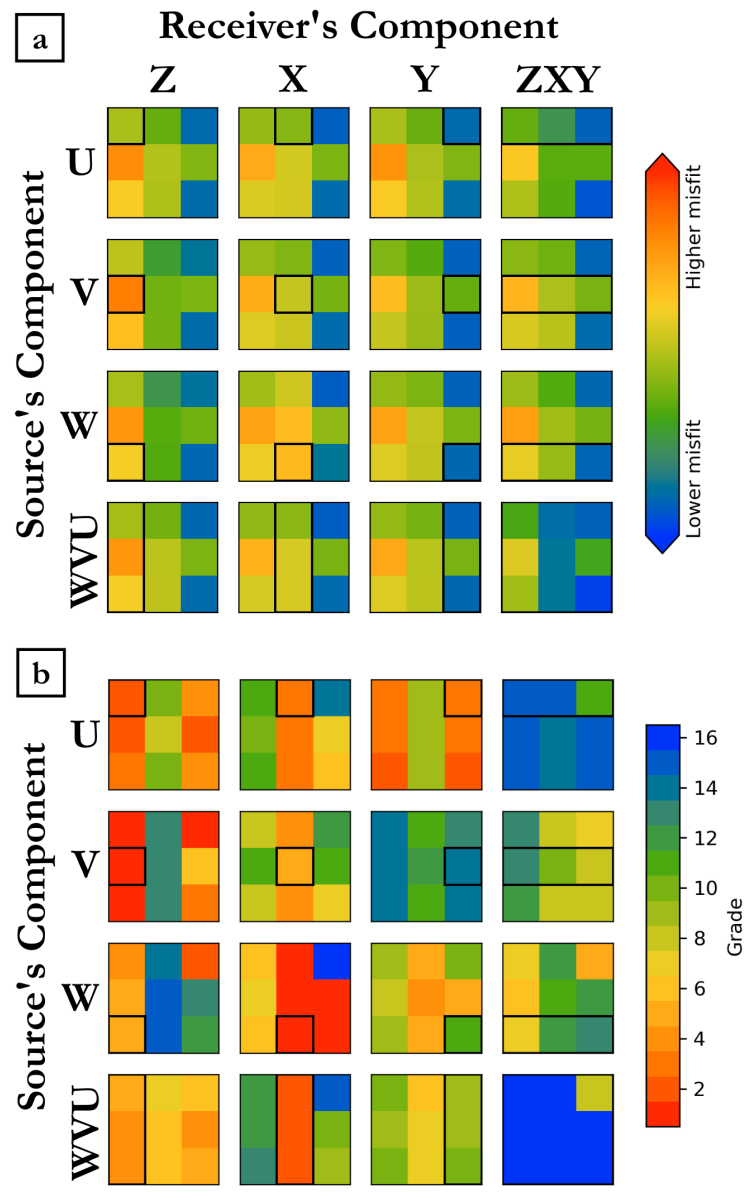 a
Receiver's Component
Z X Y ZXY
Source's Component
U
V
W
WVU
Higher misfit
Lower misfit
b
Source's Component
U
V
W
WVU
16
14
12
10
8
6
4
2
Grade